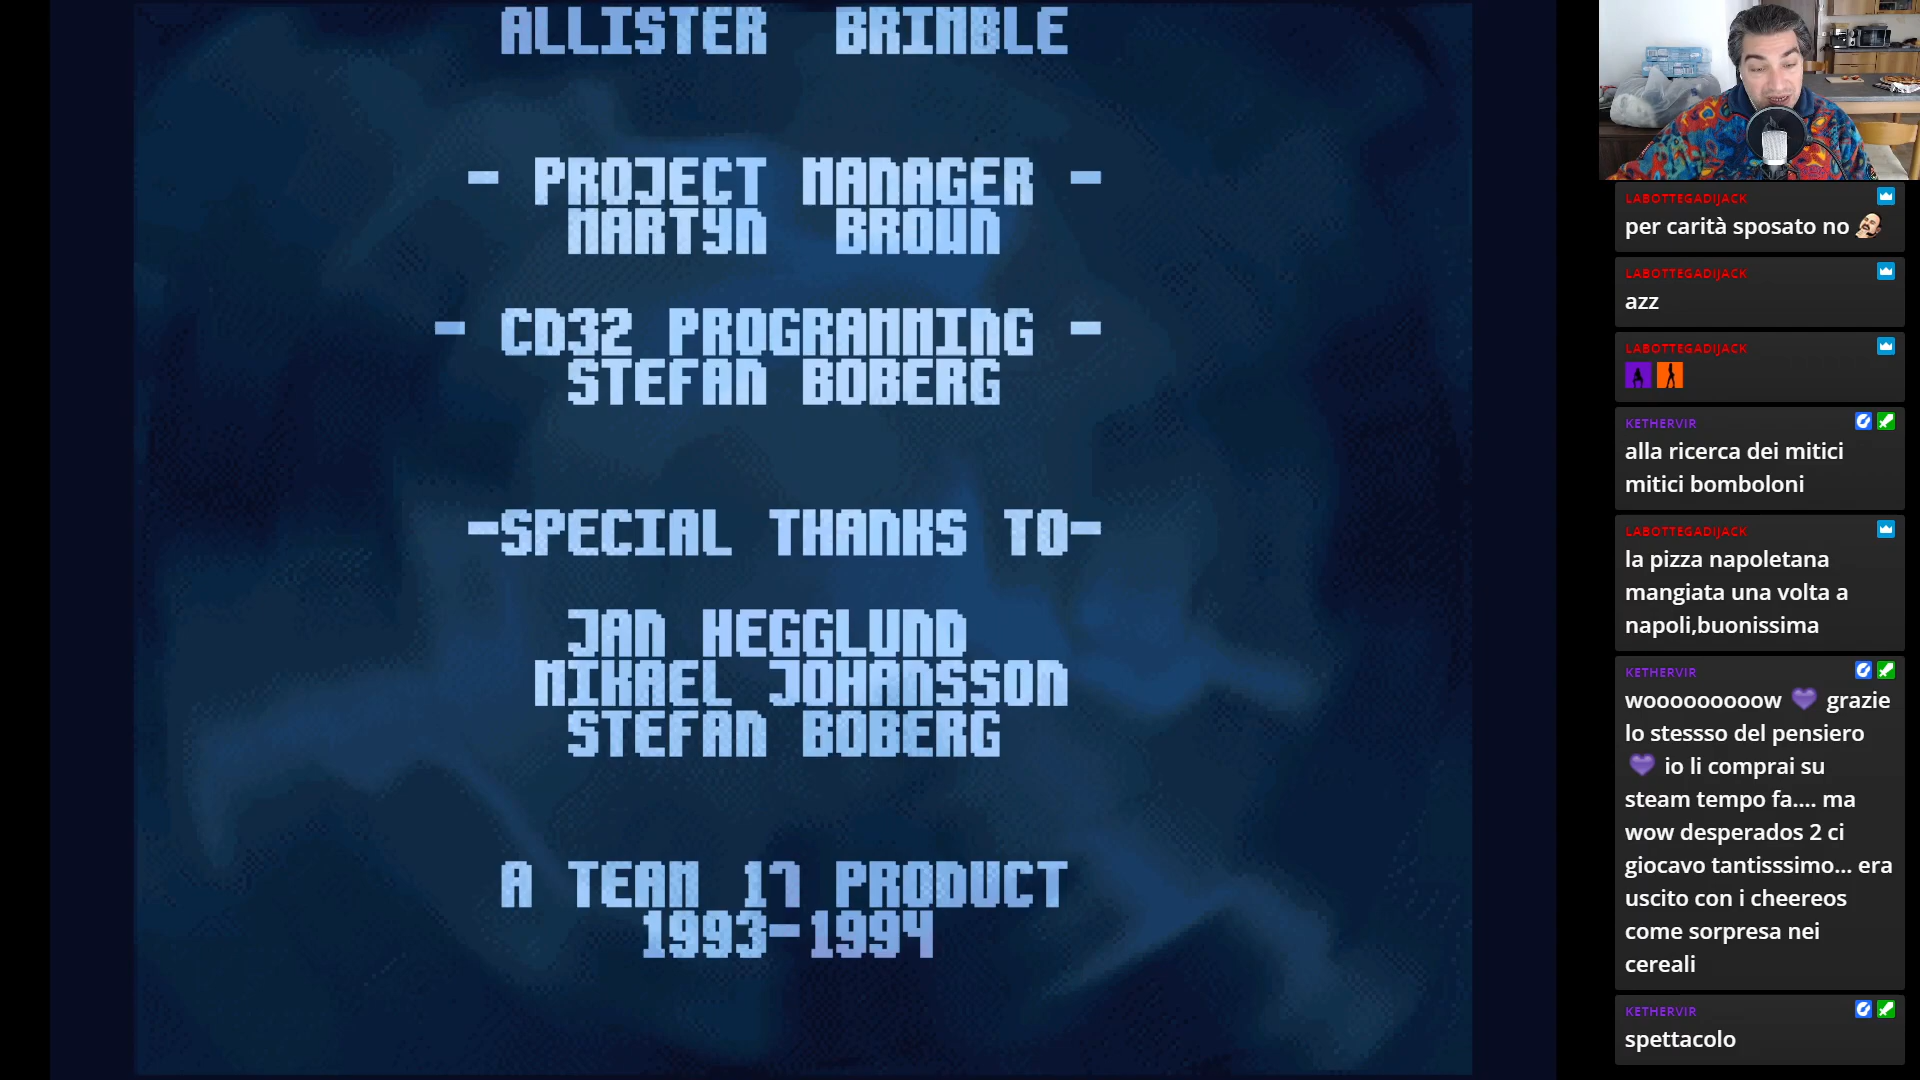 ALLISTER BRIMBLE
- PROJECT MANAGER -
MARTYN BROWN
- CD32 PROGRAMMING -
STEFAN BOBERG
-SPECIAL THANKS TO-
JAN HEGGLUND
MIKAEL JOHANSSON
STEFAN BOBERG
A TEAM 17 PRODUCT
1993-1994
LABOTTEGADIJACK
per carità sposato no
LABOTTEGADIJACK
azz
LABOTTEGADIJACK
KETHERVIR
alla ricerca dei mitici
mitici bomboloni
LABOTTEGADIJACK
la pizza napoletana
mangiata una volta a
napoli,buonissima
KETHERVIR
wooooooooow 💜 grazie
lo stessso del pensiero
💜 io li comprai su
steam tempo fa.... ma
wow desperados 2 ci
giocavo tantisssimo... era
uscito con i cheereos
come sorpresa nei
cereali
KETHERVIR
spettacolo